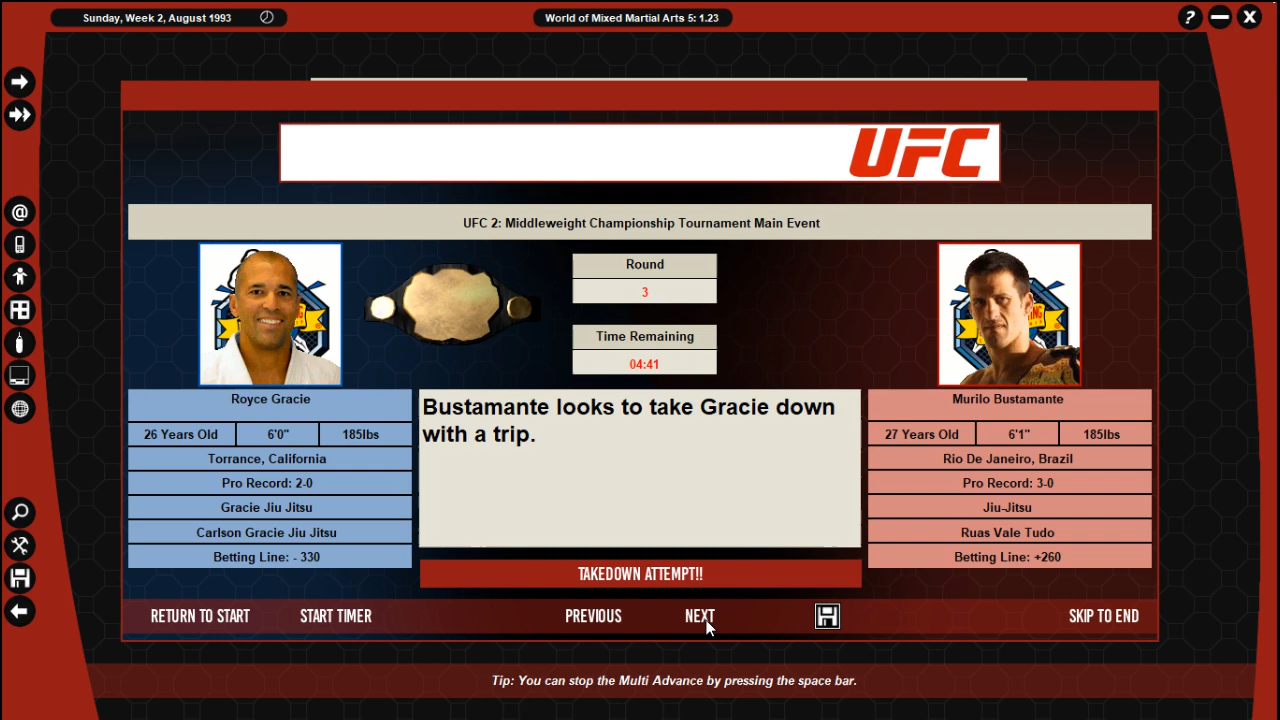 Sunday, Week 2, August 1993
World of Mixed Martial Arts 5: 1.23
?
X
@
UFC
UFC 2: Middleweight Championship Tournament Main Event
Round
3
Time Remaining
04:41
Royce Gracie
26 Years Old
6'0"
185lbs
Torrance, California
Pro Record: 2-0
Gracie Jiu Jitsu
Carlson Gracie Jiu Jitsu
Betting Line: - 330
Bustamante looks to take Gracie down
with a trip.
TAKEDOWN ATTEMPT!!
Murilo Bustamante
27 Years Old
6'1"
185lbs
Rio De Janeiro, Brazil
Pro Record: 3-0
Jiu-Jitsu
Ruas Vale Tudo
Betting Line: +260
RETURN TO START
START TIMER
PREVIOUS
NEXT
SKIP TO END
Tip: You can stop the Multi Advance by pressing the space bar.